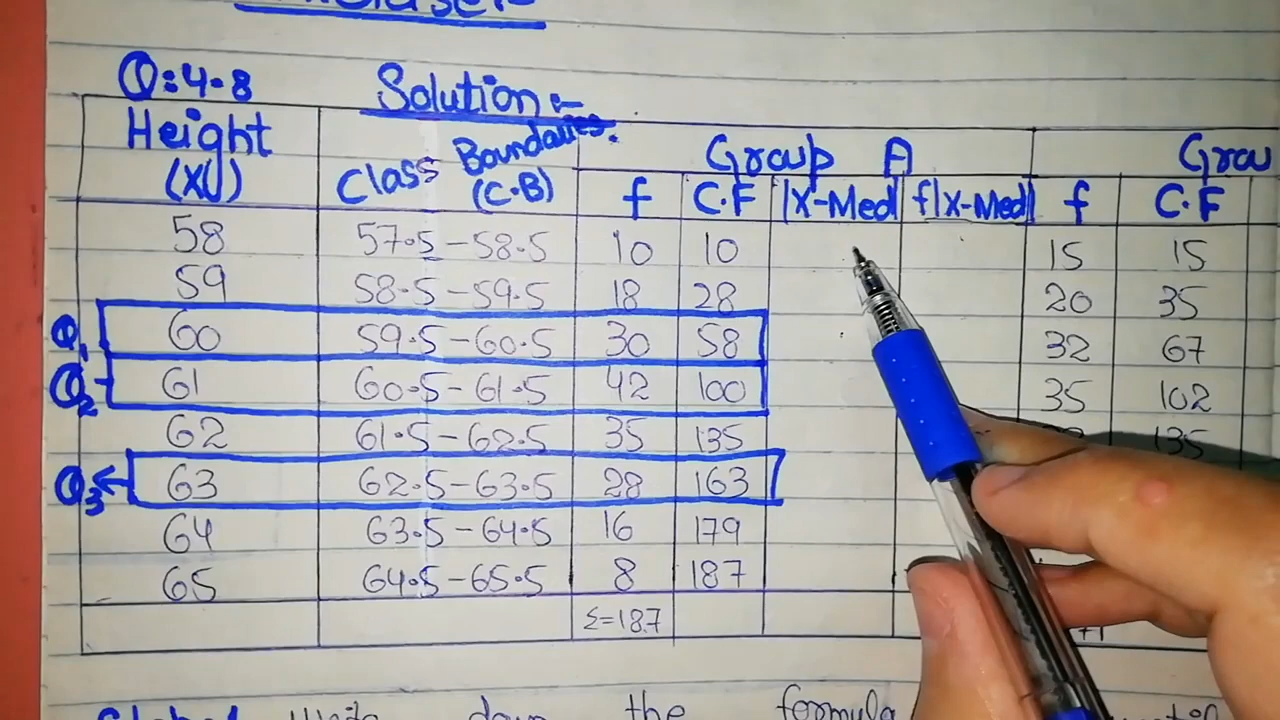 Q:4.8 Solution:-
Height (X) Class Boundaries. (C.B) Group A
f C.F |X-Med| f|X-Med| f C.F
58 57.5-58.5 10 10 15 15
59 58.5-59.5 18 28 20 35
Q1 60 59.5-60.5 30 58 32 67
Q2 61 60.5-61.5 42 100 35 102
62 61.5-62.5 35 135 135
Q3 63 62.5-63.5 28 163
64 63.5-64.5 16 179
65 64.5-65.5 8 187
Σ=187
down the formula